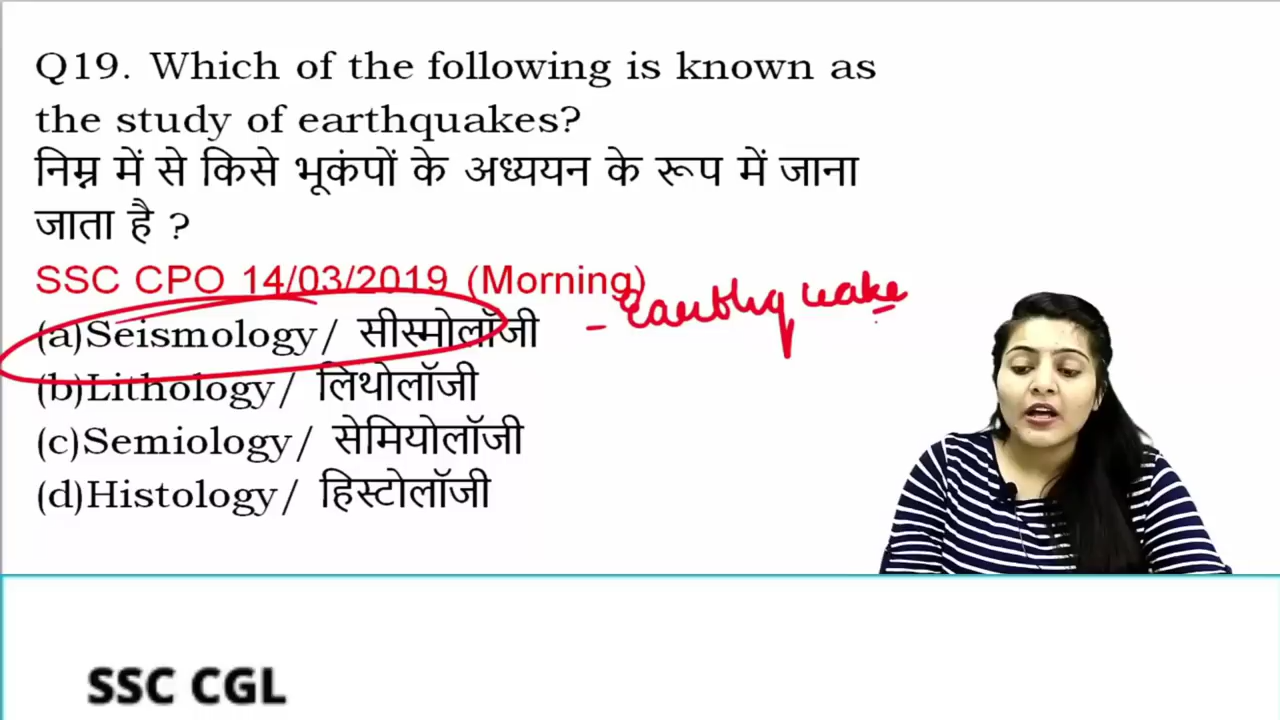 Q19. Which of the following is known as
the study of earthquakes?
निम्न में से किसे भूकंपों के अध्ययन के रूप में जाना
जाता है ?
SSC CPO 14/03/2019 (Morning)
(a)Seismology/ सीस्मोलॉजी
- Earthquake
(b)Lithology/ लिथोलॉजी
(c)Semiology/ सेमियोलॉजी
(d)Histology/ हिस्टोलॉजी
SSC CGL